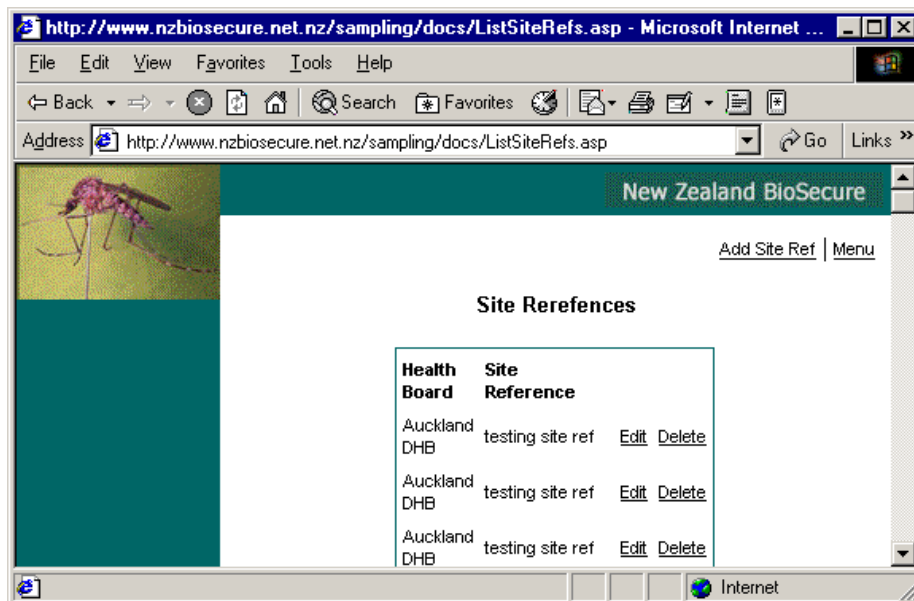 http://www.nzbiosecure.net.nz/sampling/docs/ListSiteRefs.asp - Microsoft Internet ...
File Edit View Favorites Tools Help
Back Search Favorites
Address http://www.nzbiosecure.net.nz/sampling/docs/ListSiteRefs.asp Go Links »
New Zealand BioSecure
Add Site Ref | Menu
Site Rerefences
Health Site
Board Reference
Auckland
DHB testing site ref Edit Delete
Auckland
DHB testing site ref Edit Delete
Auckland
DHB testing site ref Edit Delete
Internet